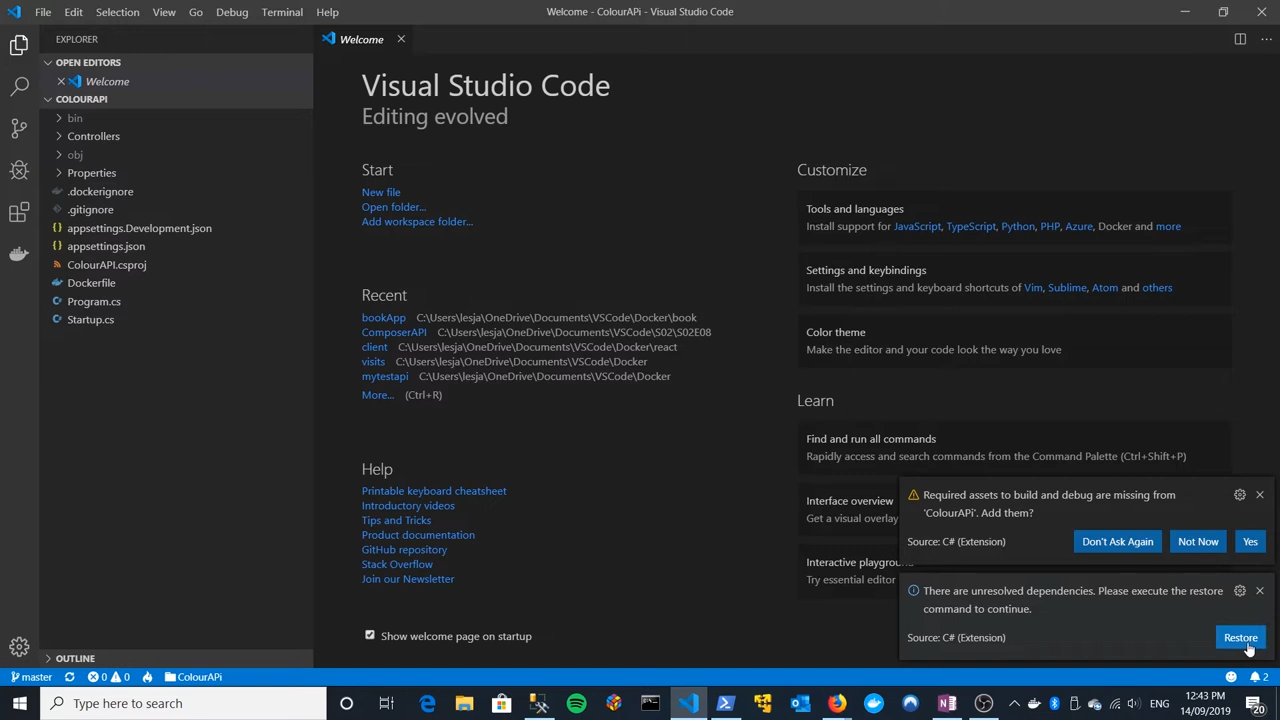 File Edit Selection View Go Debug Terminal Help
Welcome - ColourAPi - Visual Studio Code
EXPLORER
OPEN EDITORS
Welcome
COLOURAPI
bin
Controllers
obj
Properties
.dockerignore
.gitignore
appsettings.Development.json
appsettings.json
ColourAPI.csproj
Dockerfile
Program.cs
Startup.cs
OUTLINE
Welcome
Visual Studio Code
Editing evolved
Start
New file
Open folder...
Add workspace folder...
Recent
bookApp C:\Users\lesja\OneDrive\Documents\VSCode\Docker\book
ComposerAPI C:\Users\lesja\OneDrive\Documents\VSCode\S02\S02E08
client C:\Users\lesja\OneDrive\Documents\VSCode\Docker\react
visits C:\Users\lesja\OneDrive\Documents\VSCode\Docker
mytestapi C:\Users\lesja\OneDrive\Documents\VSCode\Docker
More... (Ctrl+R)
Help
Printable keyboard cheatsheet
Introductory videos
Tips and Tricks
Product documentation
GitHub repository
Stack Overflow
Join our Newsletter
Show welcome page on startup
Customize
Tools and languages
Install support for JavaScript, TypeScript, Python, PHP, Azure, Docker and more
Settings and keybindings
Install the settings and keyboard shortcuts of Vim, Sublime, Atom and others
Color theme
Make the editor and your code look the way you love
Learn
Find and run all commands
Rapidly access and search commands from the Command Palette (Ctrl+Shift+P)
Interface overview
Get a visual overlay
Interactive playground
Try essential editor
Required assets to build and debug are missing from
'ColourAPi'. Add them?
Source: C# (Extension)
Don't Ask Again Not Now Yes
There are unresolved dependencies. Please execute the restore
command to continue.
Source: C# (Extension)
Restore
master 0 0 ColourAPi 2
Type here to search
ENG
12:43 PM
14/09/2019
20